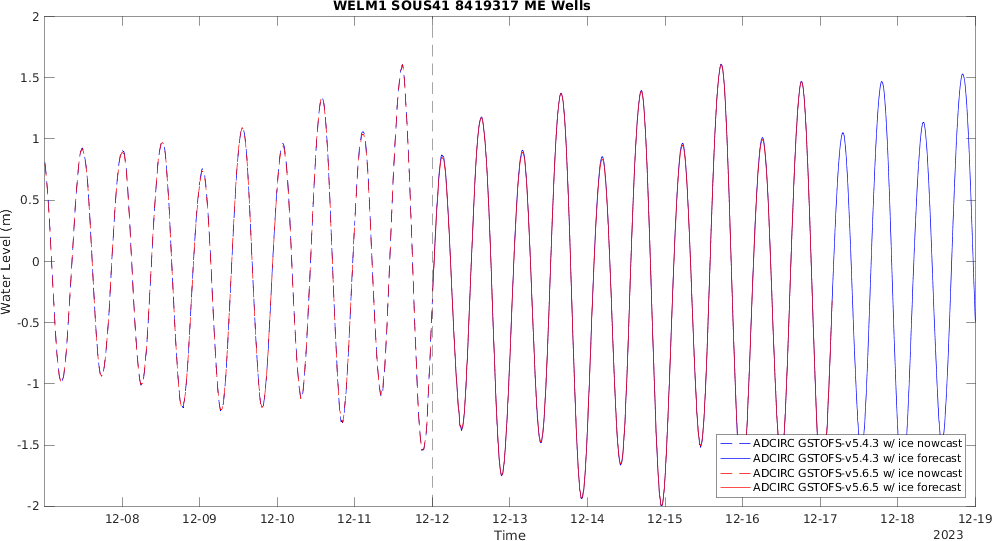 WELM1 SOUS41 8419317 ME Wells
Water Level (m)
2
1.5
1
0.5
0
-0.5
-1
-1.5
-2
ADCIRC GSTOFS-v5.4.3 w/ ice nowcast
ADCIRC GSTOFS-v5.4.3 w/ ice forecast
ADCIRC GSTOFS-v5.6.5 w/ ice nowcast
ADCIRC GSTOFS-v5.6.5 w/ ice forecast
12-08 12-09 12-10 12-11 12-12 12-13 12-14 12-15 12-16 12-17 12-18 12-19
Time
2023